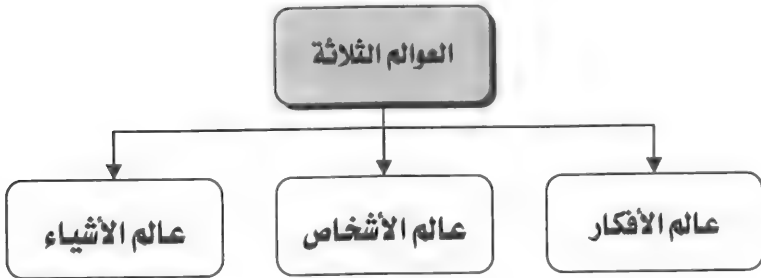 العوالم الثلاثة
عالم الأفكار
عالم الأشخاص
عالم الأشياء